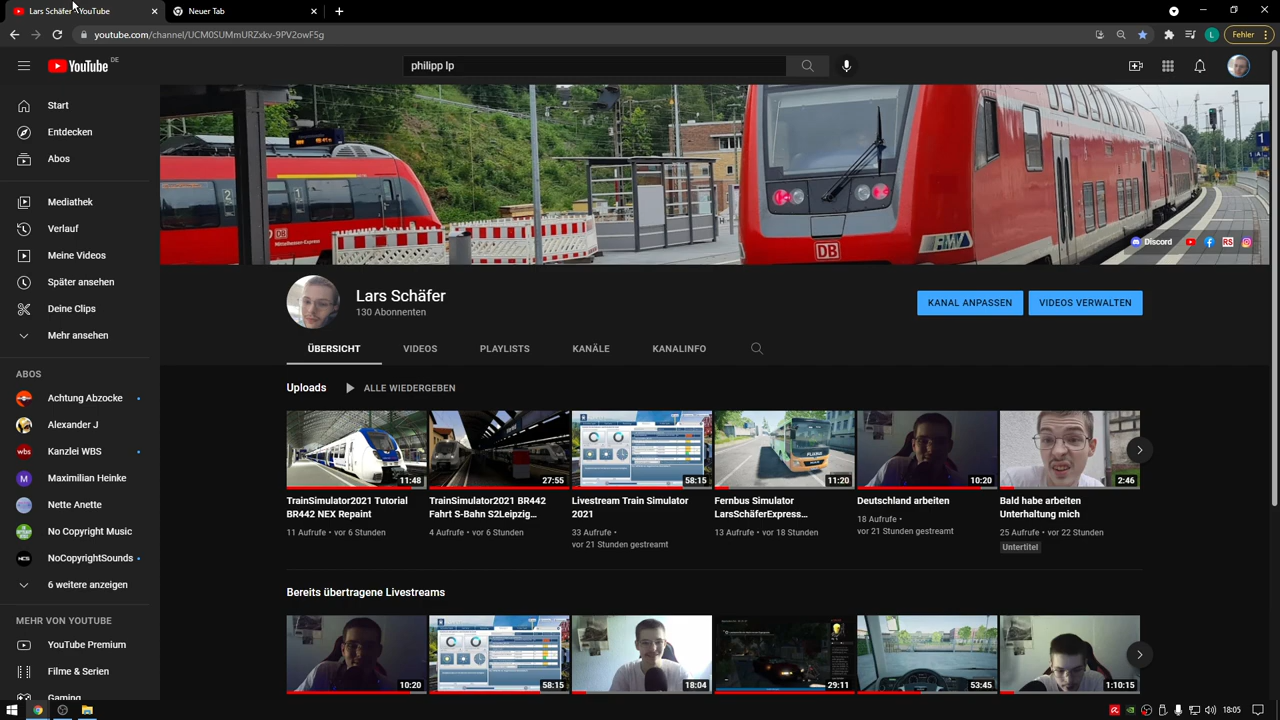 Lars Schäfer - YouTube
Neuer Tab
youtube.com/channel/UCM0SUMmURZxkv-9PV2owF5g
Fehler
YouTube DE
philipp lp
Start
Entdecken
Abos
Mediathek
Verlauf
Meine Videos
Später ansehen
Deine Clips
Mehr ansehen
ABOS
Achtung Abzocke
Alexander J
Kanzlei WBS
Maximilian Heinke
Nette Anette
No Copyright Music
NoCopyrightSounds
6 weitere anzeigen
MEHR VON YOUTUBE
YouTube Premium
Filme & Serien
Gaming
2
1
DB Mittelhessen-Express
DB
1
Discord
RS
Lars Schäfer
130 Abonnenten
KANAL ANPASSEN
VIDEOS VERWALTEN
ÜBERSICHT
VIDEOS
PLAYLISTS
KANÄLE
KANALINFO
Uploads
ALLE WIEDERGEBEN
11:48
27:55
58:15
11:20
10:20
2:46
TrainSimulator2021 Tutorial
BR442 NEX Repaint
11 Aufrufe • vor 6 Stunden
TrainSimulator2021 BR442
Fahrt S-Bahn S2Leipzig...
4 Aufrufe • vor 6 Stunden
Livestream Train Simulator
2021
33 Aufrufe •
vor 21 Stunden gestreamt
Fernbus Simulator
LarsSchäferExpress...
13 Aufrufe • vor 18 Stunden
Deutschland arbeiten
18 Aufrufe •
vor 21 Stunden gestreamt
Bald habe arbeiten
Unterhaltung mich
25 Aufrufe • vor 22 Stunden
Untertitel
Bereits übertragene Livestreams
10:20
58:15
18:04
29:11
53:45
1:10:15
18:05